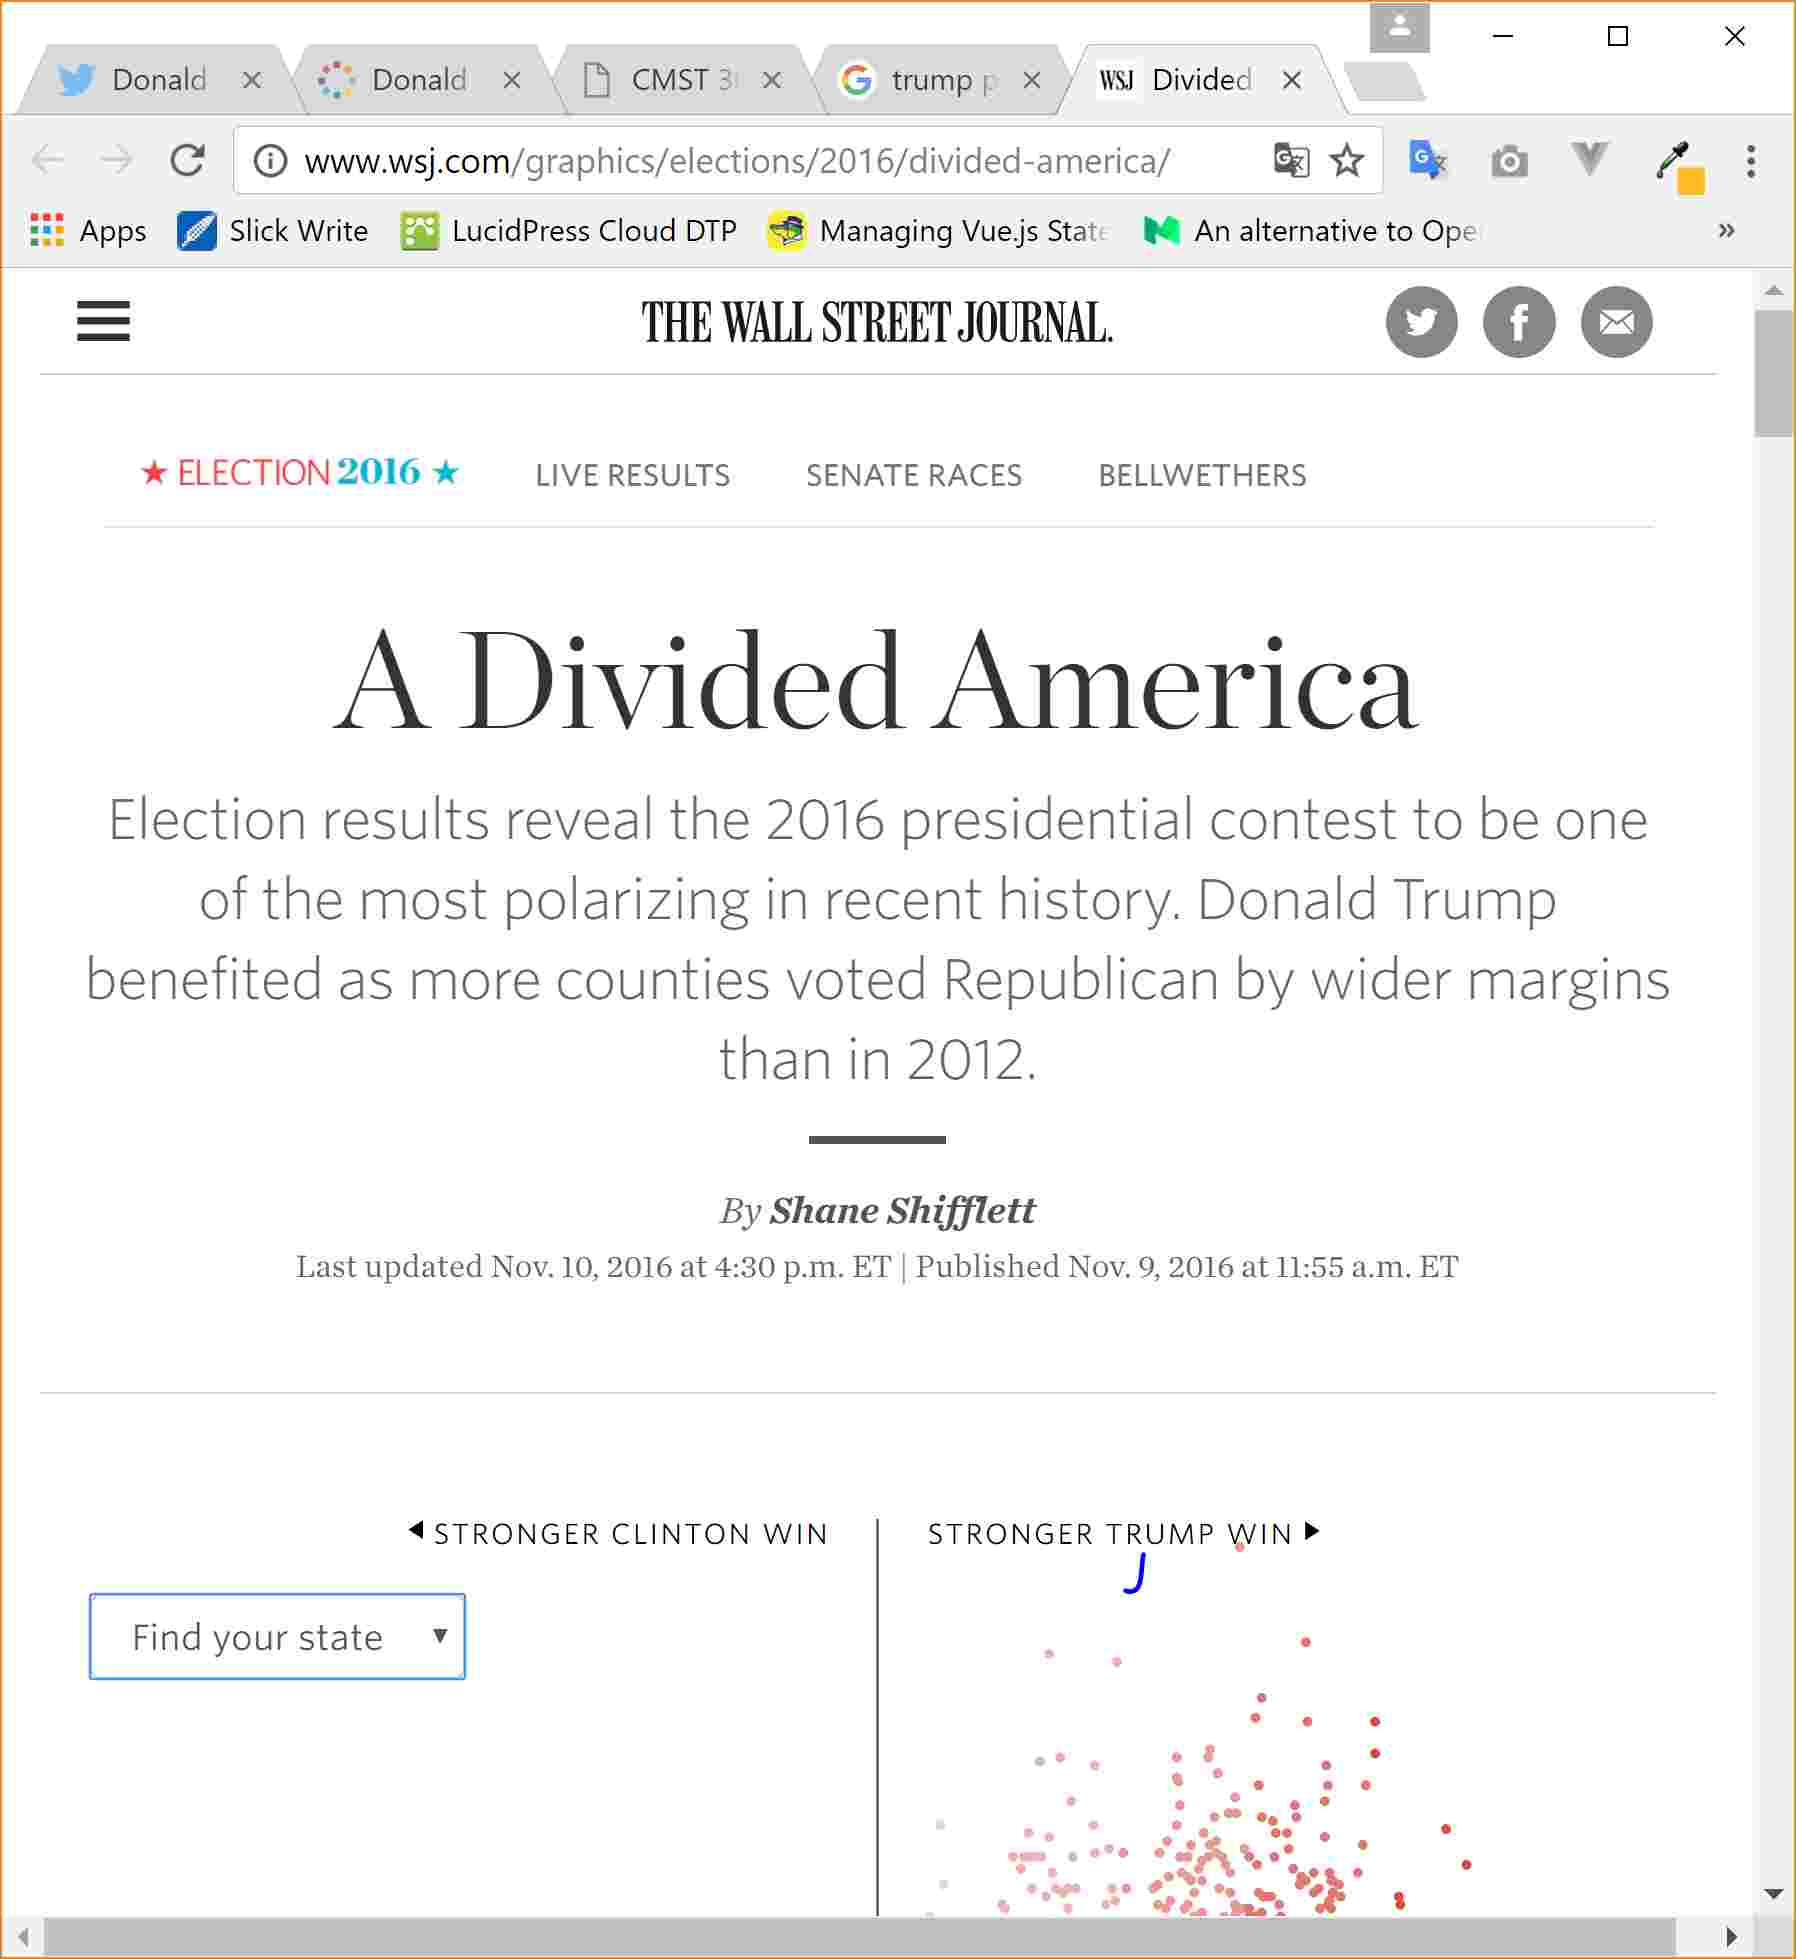 Donald
Donald
CMST 3
trump p
WSJ Divided
www.wsj.com/graphics/elections/2016/divided-america/
Apps Slick Write LucidPress Cloud DTP Managing Vue.js State An alternative to Ope »
THE WALL STREET JOURNAL.
★ ELECTION 2016 ★ LIVE RESULTS SENATE RACES BELLWETHERS
A Divided America
Election results reveal the 2016 presidential contest to be one
of the most polarizing in recent history. Donald Trump
benefited as more counties voted Republican by wider margins
than in 2012.
By Shane Shifflett
Last updated Nov. 10, 2016 at 4:30 p.m. ET | Published Nov. 9, 2016 at 11:55 a.m. ET
◀ STRONGER CLINTON WIN STRONGER TRUMP WIN ▶
J
Find your state ▼